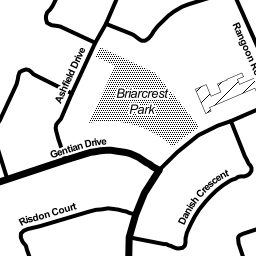 Rangoon
Ashfield Drive
Briarcrest
Park
Gentian Drive
Danish Crescent
Risdon Court